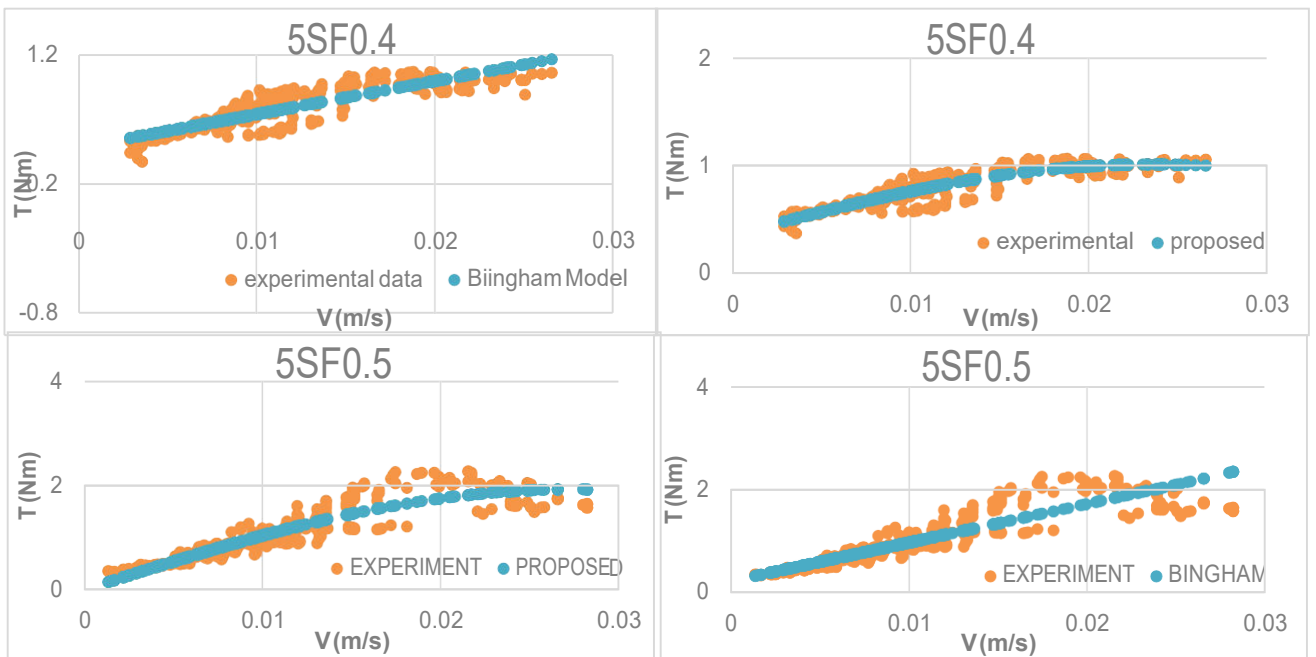 5SF0.4
1.2
0.2
-0.8
T (Nm)
0
0.01
0.02
0.03
experimental data
Biingham Model
V (m/s)
5SF0.4
2
1
0
T (Nm)
0
0.01
0.02
0.03
experimental
proposed
V (m/s)
5SF0.5
4
2
0
T (Nm)
0
0.01
0.02
0.03
EXPERIMENT
PROPOSED
V (m/s)
5SF0.5
4
2
0
T (Nm)
0
0.01
0.02
0.03
EXPERIMENT
BINGHAM
V (m/s)